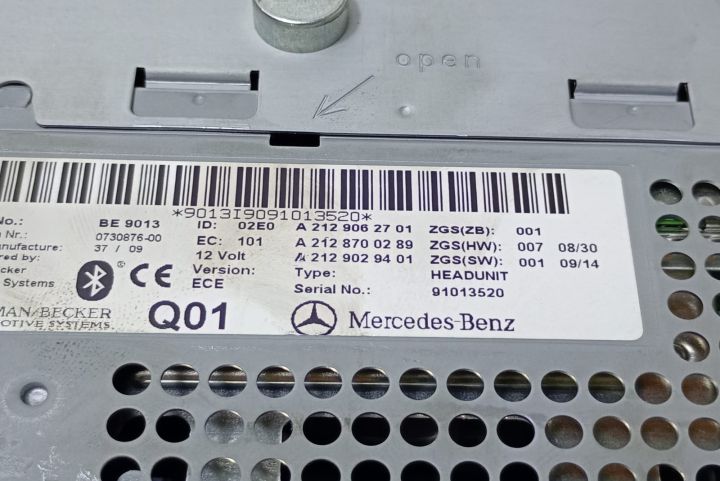 open
*9013I9091013520*
No.: BE 9013 ID: 02E0 A 212 906 27 01 ZGS(ZB): 001
Nr.: 0730876-00 EC: 101 A 212 870 02 89 ZGS(HW): 007 08/30
nufacture: 37 / 09 12 Volt A 212 902 94 01 ZGS(SW): 001 09/14
red by: Version: Type: HEADUNIT
cker ECE Serial No.: 91013520
Systems CE
MAN/BECKER
OTIVE SYSTEMS Q01 Mercedes-Benz